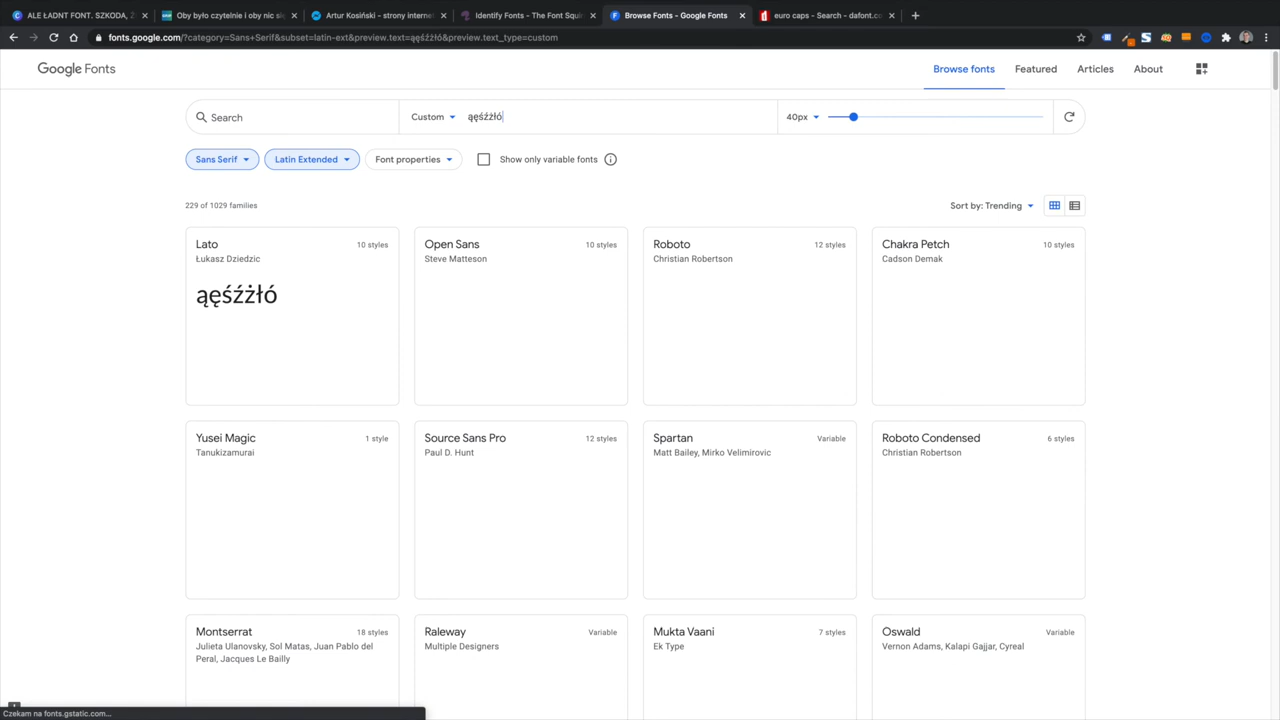 ALE ŁADNT FONT. SZKODA, Ż
Oby było czytelnie i oby nic się
Artur Kosiński - strony internet
Identify Fonts - The Font Squir
Browse Fonts - Google Fonts
euro caps - Search - dafont.co
fonts.google.com/?category=Sans+Serif&subset=latin-ext&preview.text=ąęśźżłó&preview.text_type=custom
Google Fonts
Browse fonts
Featured
Articles
About
Search
Custom
ąęśźżłó
40px
Sans Serif
Latin Extended
Font properties
Show only variable fonts
229 of 1029 families
Sort by: Trending
Lato
10 styles
Łukasz Dziedzic
ąęśźżłó
Open Sans
10 styles
Steve Matteson
Roboto
12 styles
Christian Robertson
Chakra Petch
10 styles
Cadson Demak
Yusei Magic
1 style
Tanukizamurai
Source Sans Pro
12 styles
Paul D. Hunt
Spartan
Variable
Matt Bailey, Mirko Velimirovic
Roboto Condensed
6 styles
Christian Robertson
Montserrat
18 styles
Julieta Ulanovsky, Sol Matas, Juan Pablo del
Peral, Jacques Le Bailly
Raleway
Variable
Multiple Designers
Mukta Vaani
7 styles
Ek Type
Oswald
Variable
Vernon Adams, Kalapi Gajjar, Cyreal
Czekam na fonts.gstatic.com...